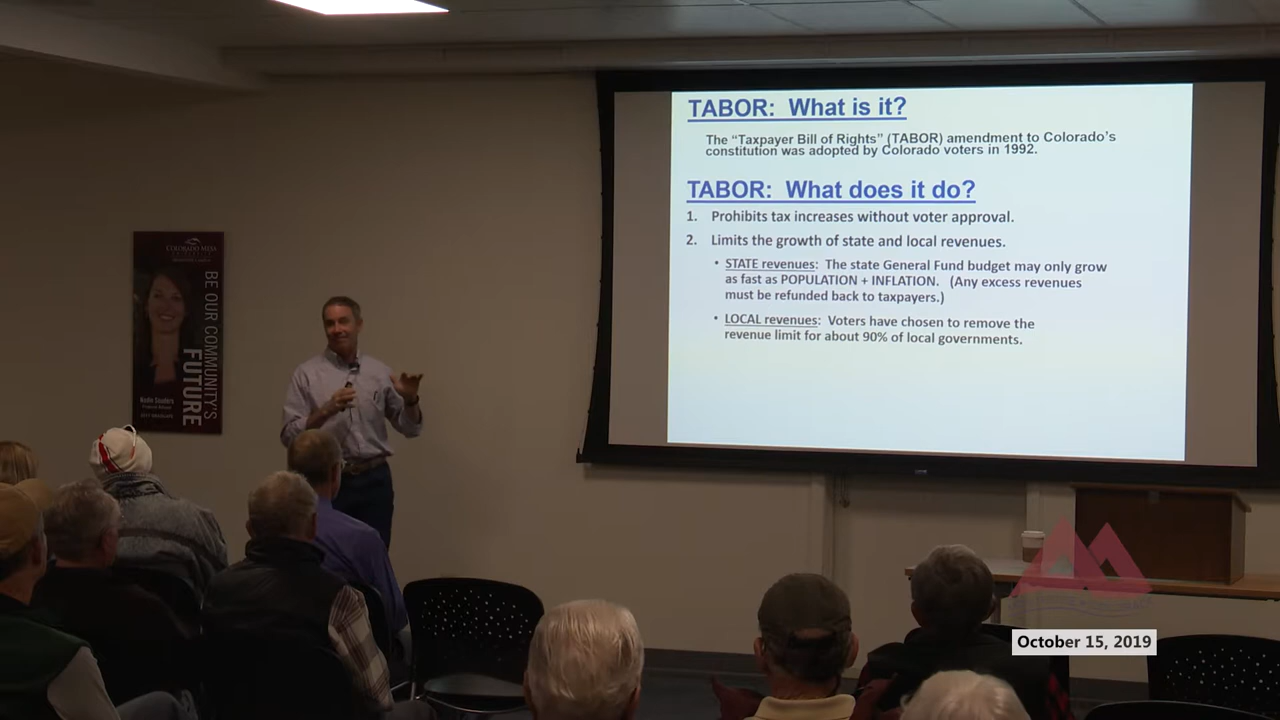 TABOR: What is it?
The “Taxpayer Bill of Rights” (TABOR) amendment to Colorado’s
constitution was adopted by Colorado voters in 1992.
TABOR: What does it do?
1. Prohibits tax increases without voter approval.
2. Limits the growth of state and local revenues.
• STATE revenues: The state General Fund budget may only grow
as fast as POPULATION + INFLATION. (Any excess revenues
must be refunded back to taxpayers.)
• LOCAL revenues: Voters have chosen to remove the
revenue limit for about 90% of local governments.
COLORADO MESA
BE OUR COMMUNITY'S
FUTURE
October 15, 2019